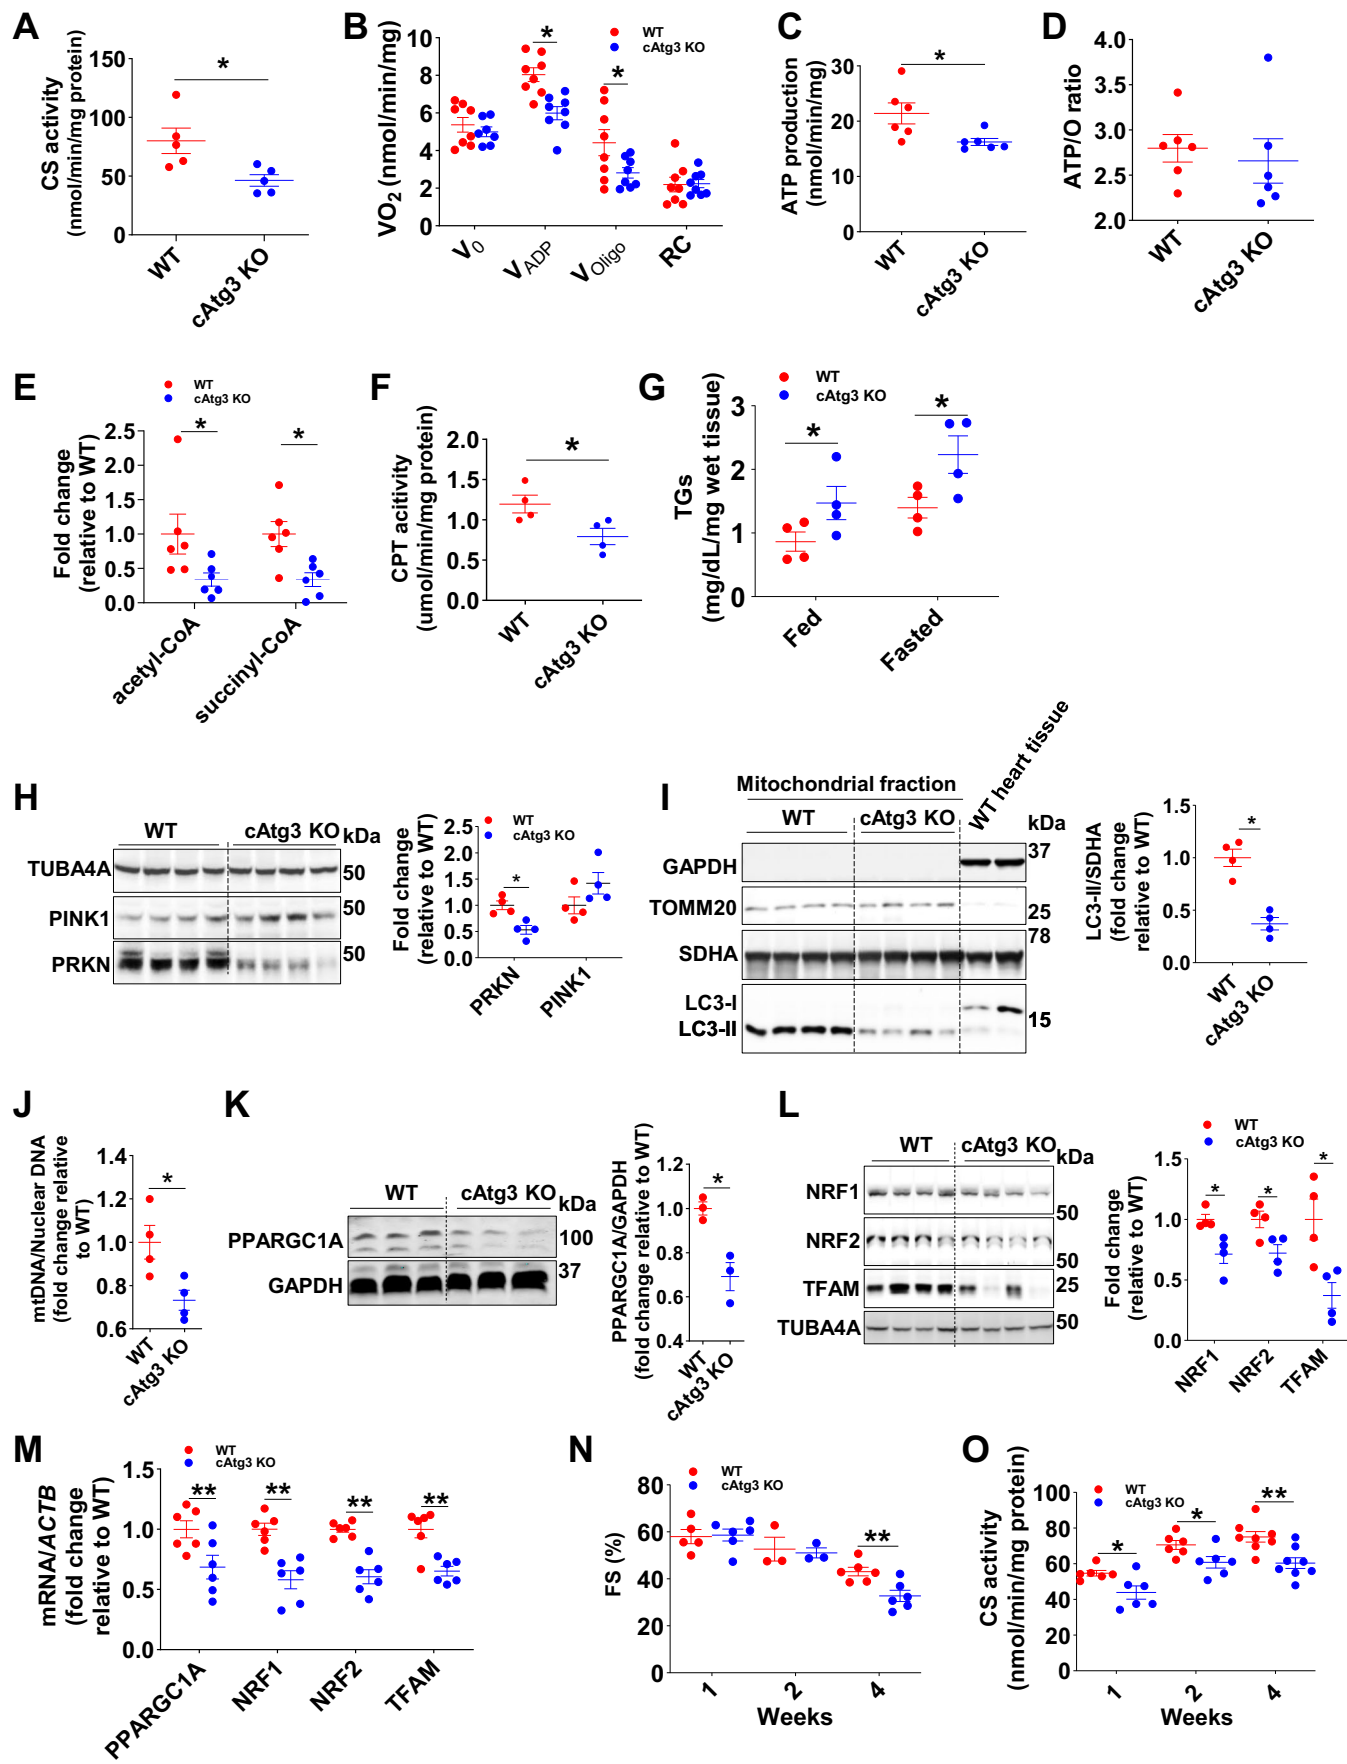 A
CS activity
(nmol/min/mg protein)
150
100
50
0
*
WT
cAtg3 KO
B
VO2 (nmol/min/mg)
10
8
6
4
2
0
WT
cAtg3 KO
*
*
V0
VADP
VOligo
RC
C
ATP production
(nmol/min/mg)
30
20
10
0
*
WT
cAtg3 KO
D
ATP/O ratio
4.0
3.5
3.0
2.5
2.0
WT
cAtg3 KO
E
Fold change
(relative to WT)
WT
cAtg3 KO
2.5
2.0
1.5
1.0
0.5
0.0
*
*
acetyl-CoA
succinyl-CoA
F
CPT acitivity
(umol/min/mg protein)
2.0
1.5
1.0
0.5
0.0
*
WT
cAtg3 KO
G
TGs
(mg/dL/mg wet tissue)
WT
cAtg3 KO
3
2
1
0
*
*
Fed
Fasted
H
WT
cAtg3 KO
kDa
TUBA4A
50
PINK1
50
PRKN
50
Fold change
(relative to WT)
WT
cAtg3 KO
2.5
2.0
1.5
1.0
0.5
0.0
*
PRKN
PINK1
I
Mitochondrial fraction
WT
cAtg3 KO
WT heart tissue
kDa
GAPDH
37
TOMM20
25
SDHA
78
LC3-I
LC3-II
15
LC3-II/SDHA
(fold change
relative to WT)
1.5
1.0
0.5
0.0
*
WT
cAtg3 KO
J
mtDNA/Nuclear DNA
(fold change relative
to WT)
1.4
1.2
1.0
0.8
0.6
*
WT
cAtg3 KO
K
WT
cAtg3 KO
kDa
PPARGC1A
100
GAPDH
37
PPARGC1A/GAPDH
(fold change relative to WT)
1.2
1.0
0.8
0.6
0.4
*
WT
cAtg3 KO
L
WT
cAtg3 KO
kDa
NRF1
50
NRF2
50
TFAM
25
TUBA4A
50
Fold change
(relative to WT)
WT
cAtg3 KO
1.5
1.0
0.5
0.0
*
*
*
NRF1
NRF2
TFAM
M
mRNA/ACTB
(fold change
relative to WT)
WT
cAtg3 KO
1.5
1.0
0.5
0.0
**
**
**
**
PPARGC1A
NRF1
NRF2
TFAM
N
FS (%)
WT
cAtg3 KO
80
60
40
20
0
**
1
2
4
Weeks
O
CS activity
(nmol/min/mg protein)
WT
cAtg3 KO
100
80
60
40
20
0
*
*
**
1
2
4
Weeks